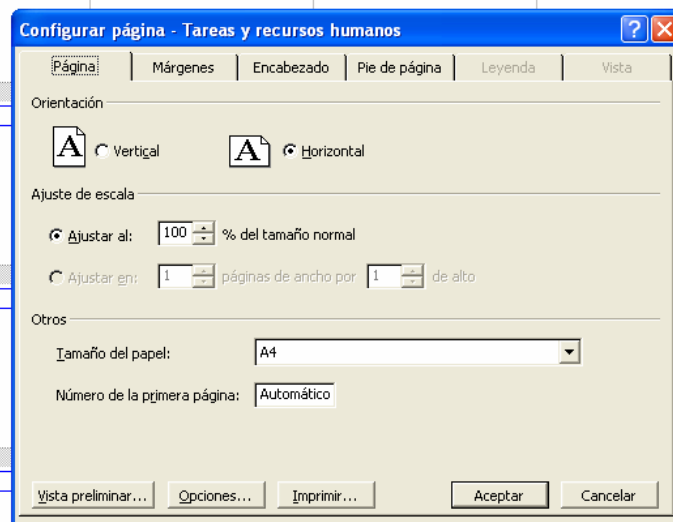 Configurar página - Tareas y recursos humanos
Página Márgenes Encabezado Pie de página Leyenda Vista
Orientación
A Vertical A Horizontal
Ajuste de escala
Ajustar al: 100 % del tamaño normal
Ajustar en: 1 páginas de ancho por 1 de alto
Otros
Tamaño del papel: A4
Número de la primera página: Automático
Vista preliminar... Opciones... Imprimir... Aceptar Cancelar